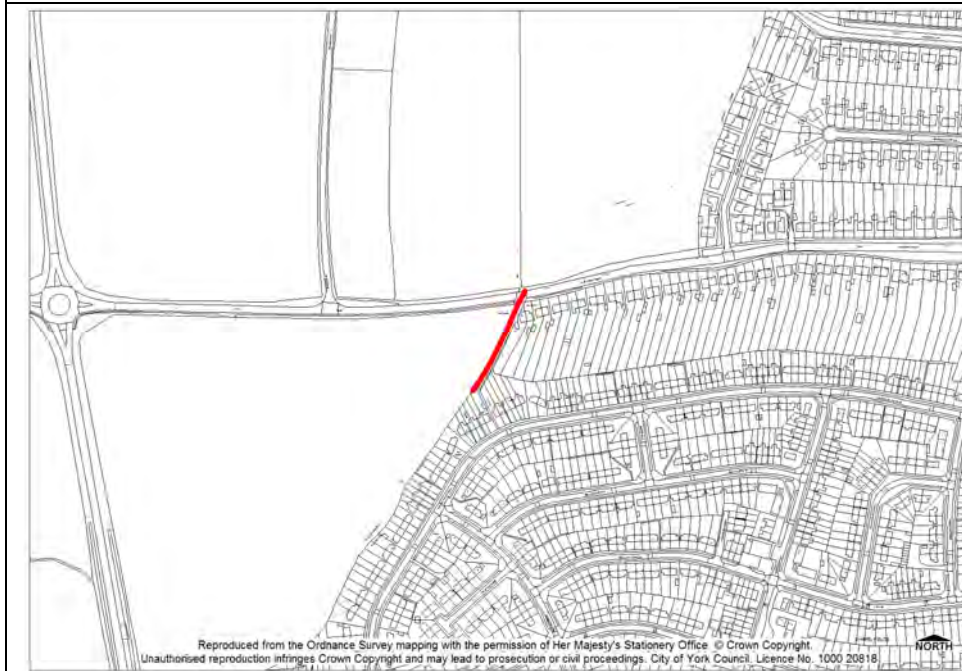 Reproduced from the Ordnance Survey mapping with the permission of Her Majesty's Stationery Office © Crown Copyright.
Unauthorised reproduction infringes Crown Copyright and may lead to prosecution or civil proceedings. City of York Council. Licence No. 1000 20818
NORTH